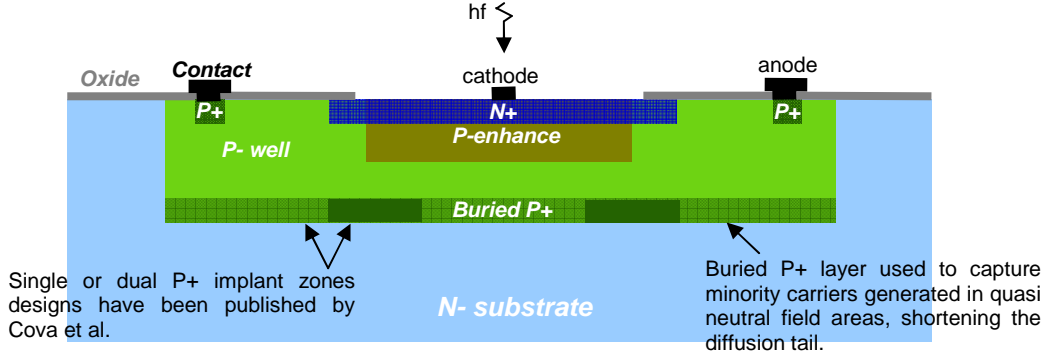 hf
Oxide
Contact
cathode
anode
P+
N+
P+
P-enhance
P- well
Buried P+
Single or dual P+ implant zones
designs have been published by
Cova et al.
N- substrate
Buried P+ layer used to capture
minority carriers generated in quasi
neutral field areas, shortening the
diffusion tail.